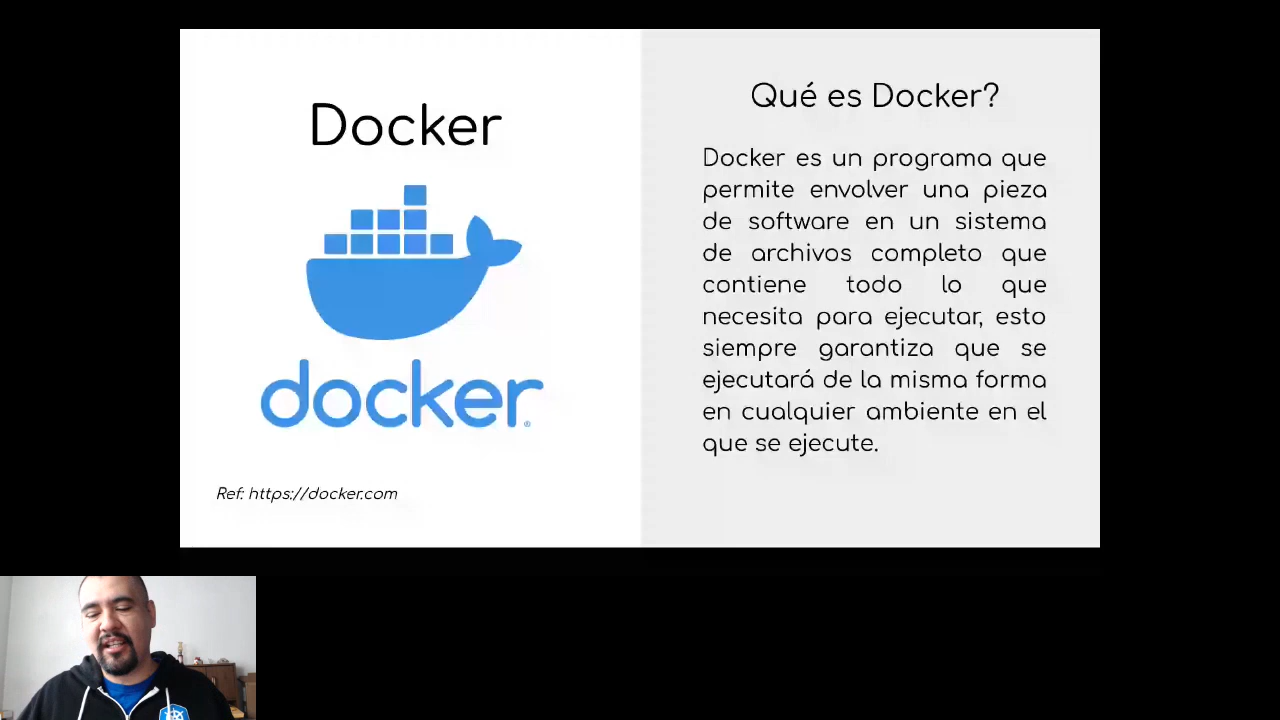 Docker
docker
Ref: https://docker.com
Qué es Docker?
Docker es un programa que
permite envolver una pieza
de software en un sistema
de archivos completo que
contiene todo lo que
necesita para ejecutar, esto
siempre garantiza que se
ejecutará de la misma forma
en cualquier ambiente en el
que se ejecute.